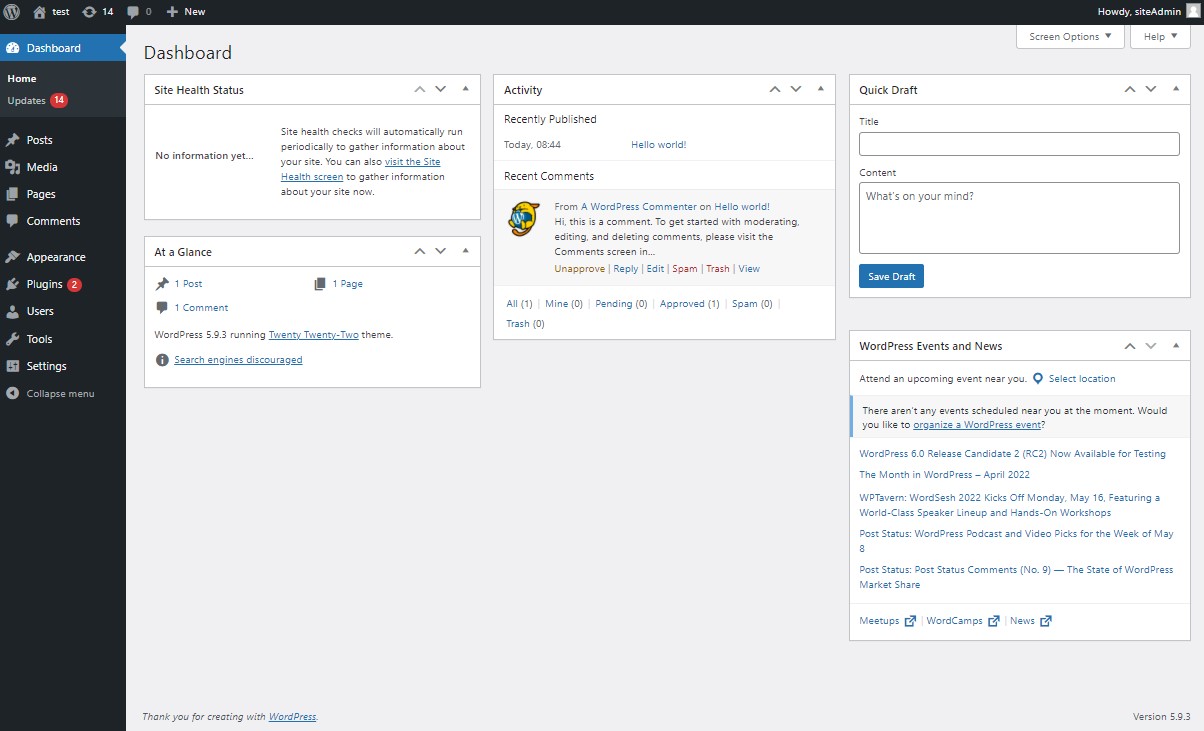 test 14 0 New
Howdy, siteAdmin
Dashboard
Home
Updates 14
Posts
Media
Pages
Comments
Appearance
Plugins 2
Users
Tools
Settings
Collapse menu
Screen Options ▼
Help ▼
Dashboard
Site Health Status
No information yet...
Site health checks will automatically run
periodically to gather information about
your site. You can also visit the Site
Health screen to gather information
about your site now.
At a Glance
1 Post
1 Page
1 Comment
WordPress 5.9.3 running Twenty Twenty-Two theme.
Search engines discouraged
Activity
Recently Published
Today, 08:44 Hello world!
Recent Comments
From A WordPress Commenter on Hello world!
Hi, this is a comment. To get started with moderating,
editing, and deleting comments, please visit the
Comments screen in...
Unapprove | Reply | Edit | Spam | Trash | View
All (1) | Mine (0) | Pending (0) | Approved (1) | Spam (0) |
Trash (0)
Quick Draft
Title
Content
What's on your mind?
Save Draft
WordPress Events and News
Attend an upcoming event near you. Select location
There aren't any events scheduled near you at the moment. Would
you like to organize a WordPress event?
WordPress 6.0 Release Candidate 2 (RC2) Now Available for Testing
The Month in WordPress – April 2022
WPTavern: WordSesh 2022 Kicks Off Monday, May 16, Featuring a
World-Class Speaker Lineup and Hands-On Workshops
Post Status: WordPress Podcast and Video Picks for the Week of May
8
Post Status: Post Status Comments (No. 9) — The State of WordPress
Market Share
Meetups | WordCamps | News
Thank you for creating with WordPress.
Version 5.9.3